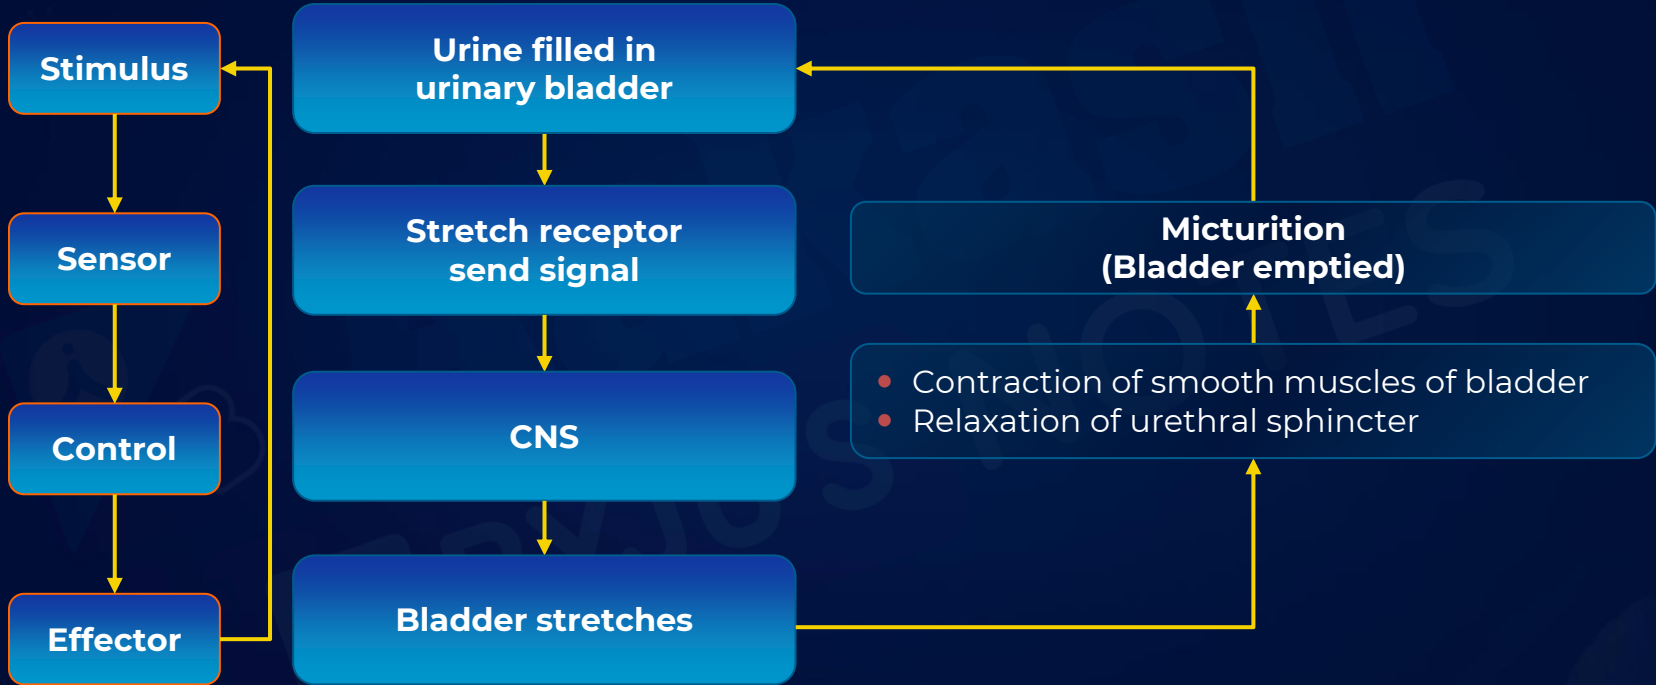 Stimulus
Sensor
Control
Effector
Urine filled in
urinary bladder
Stretch receptor
send signal
CNS
Bladder stretches
Micturition
(Bladder emptied)
• Contraction of smooth muscles of bladder
• Relaxation of urethral sphincter